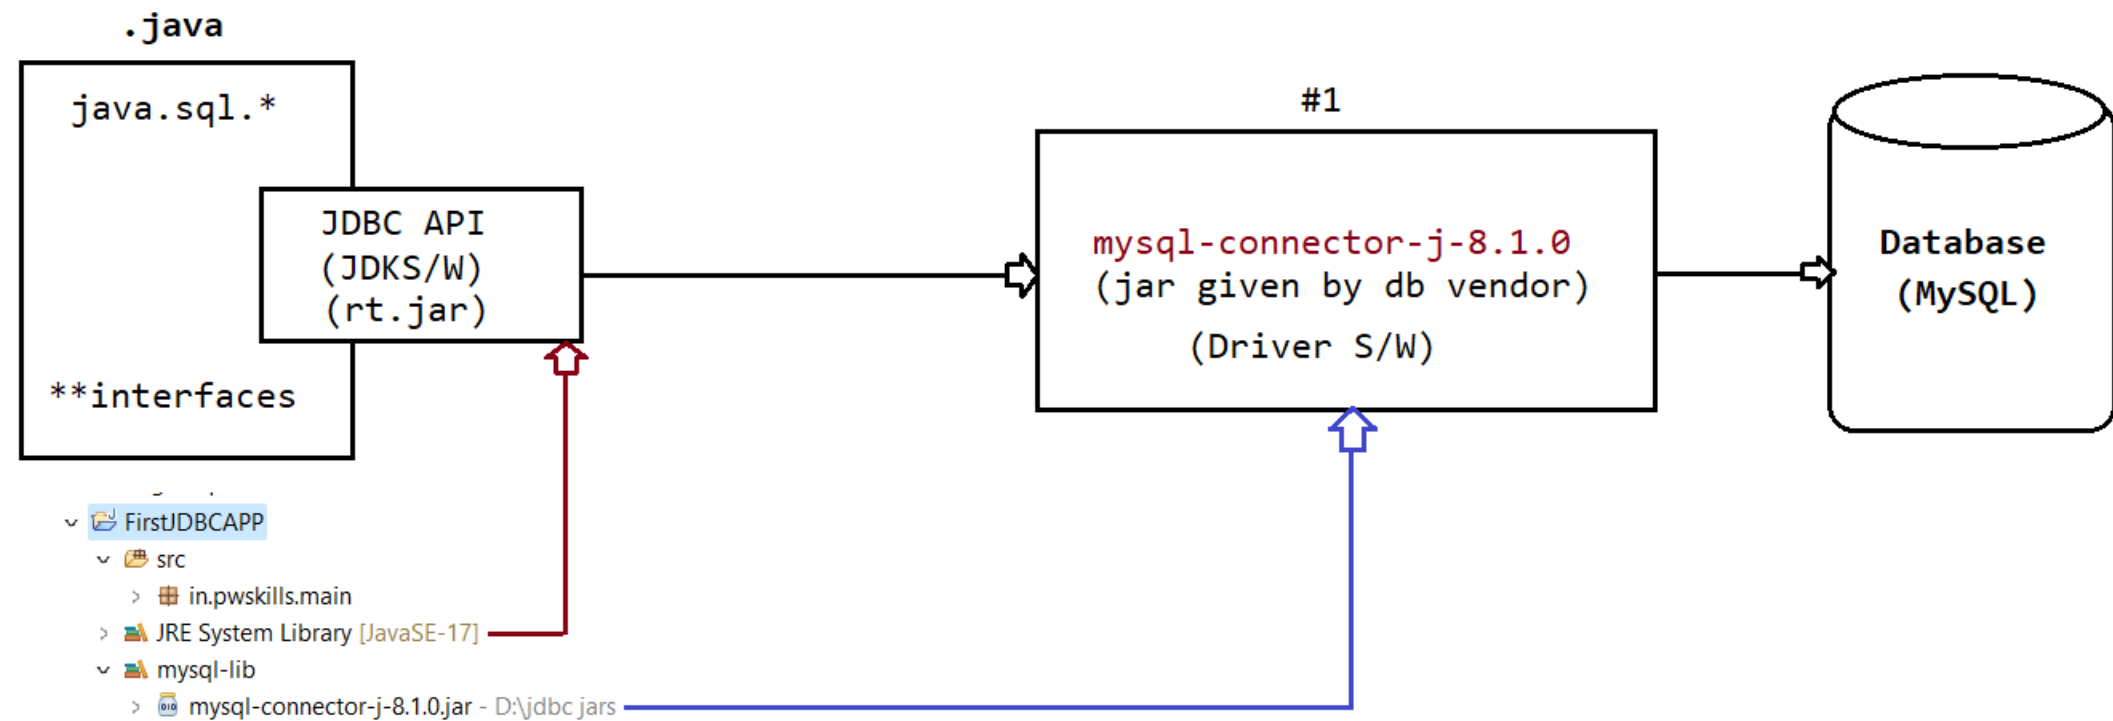 .java
java.sql.*
JDBC API
(JDKS/W)
(rt.jar)
**interfaces
#1
mysql-connector-j-8.1.0
(jar given by db vendor)
(Driver S/W)
Database
(MySQL)
FirstJDBCAPP
src
in.pwskills.main
JRE System Library [JavaSE-17]
mysql-lib
mysql-connector-j-8.1.0.jar - D:\jdbc jars